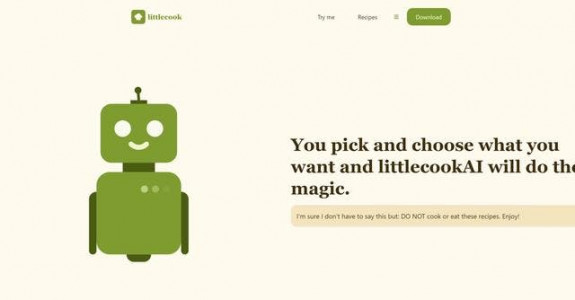 littlecook
Try me
Recipes
Download
You pick and choose what you
want and littlecookAI will do the
magic.
I'm sure I don't have to say this but: DO NOT cook or eat these recipes. Enjoy!